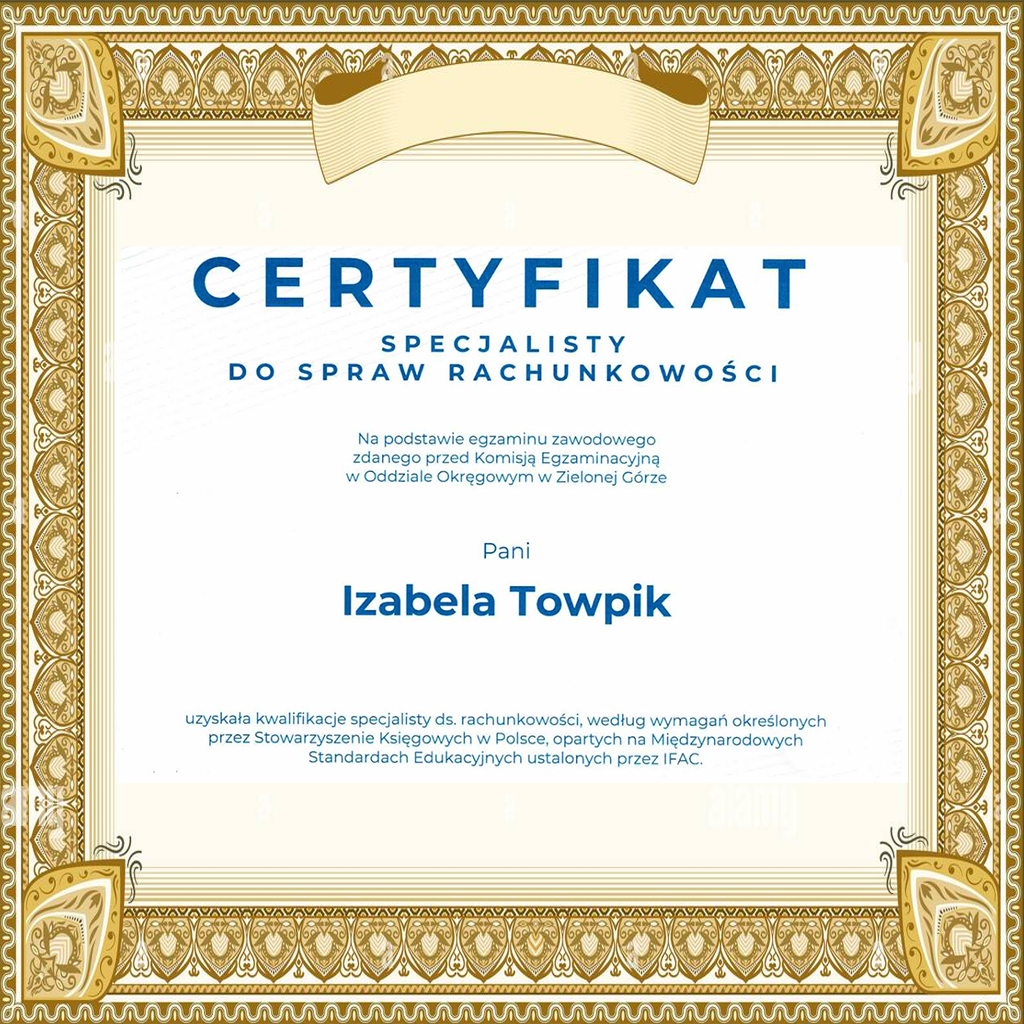 CERTYFIKAT
SPECJALISTY
DO SPRAW RACHUNKOWOŚCI
Na podstawie egzaminu zawodowego
zdanego przed Komisją Egzaminacyjną
w Oddziale Okręgowym w Zielonej Górze
Pani
Izabela Towpik
uzyskała kwalifikacje specjalisty ds. rachunkowości, według wymagań określonych
przez Stowarzyszenie Księgowych w Polsce, opartych na Międzynarodowych
Standardach Edukacyjnych ustalonych przez IFAC.
alamy